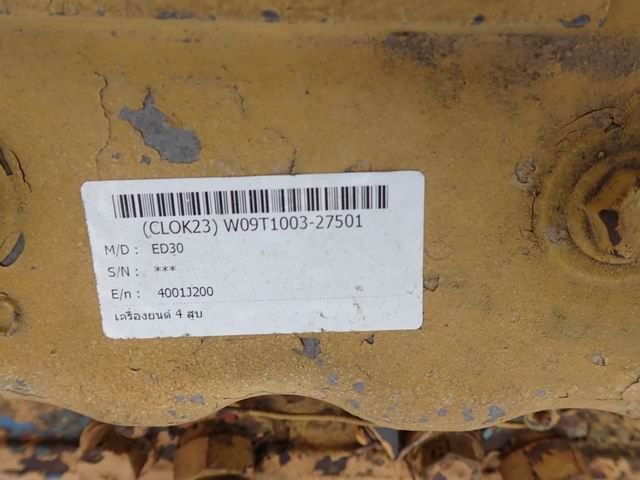 (CLOK23) W09T1003-27501
M/D : ED30
S/N : ***
E/n : 4001J200
เครื่องยนต์ 4 สูบ